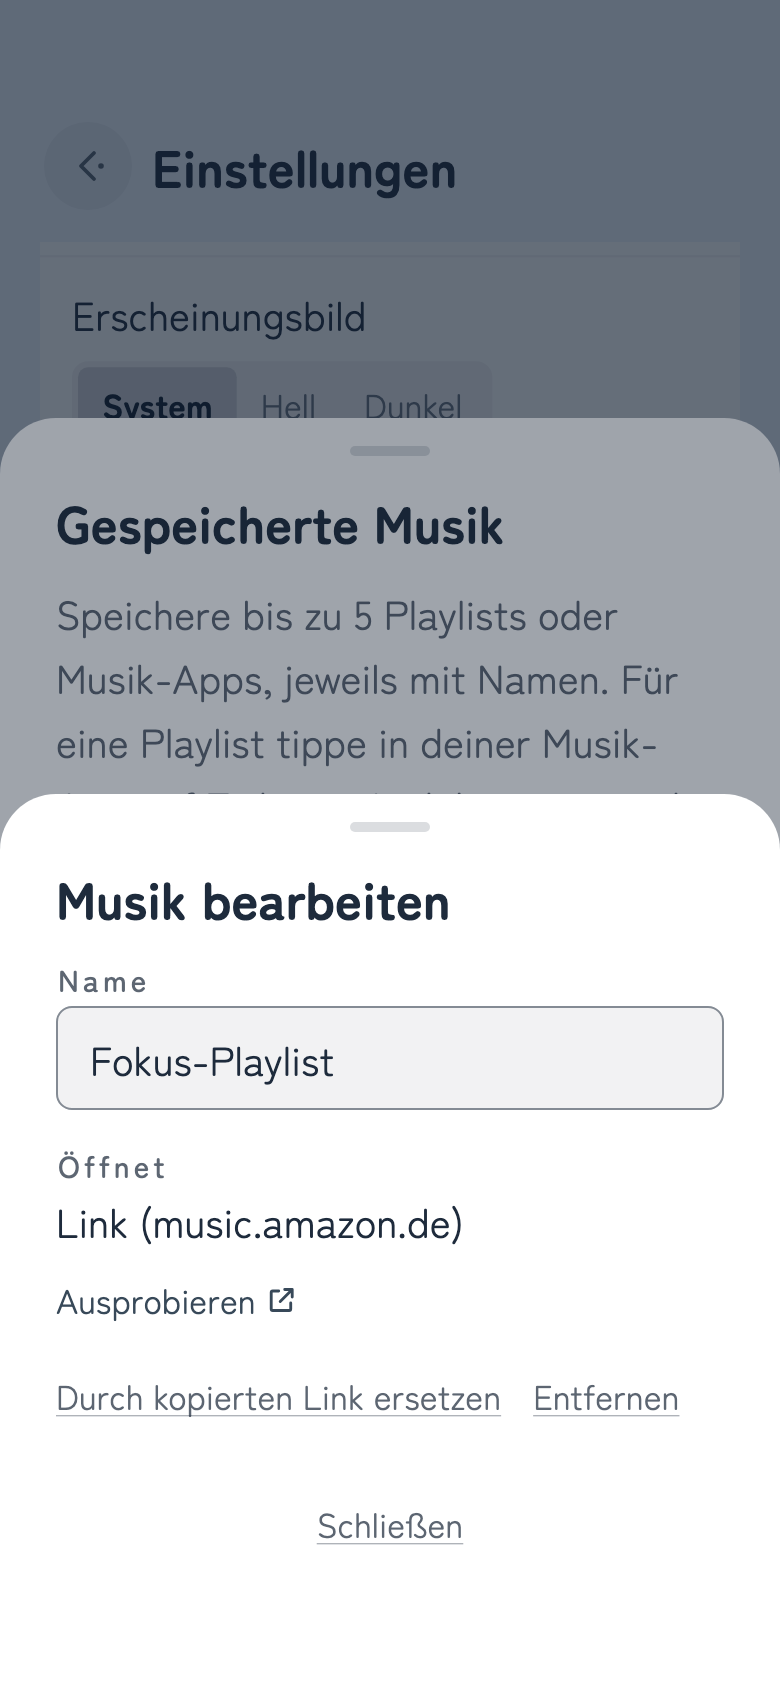 Einstellungen
Erscheinungsbild
System Hell Dunkel
Gespeicherte Musik
Speichere bis zu 5 Playlists oder
Musik-Apps, jeweils mit Namen. Für
eine Playlist tippe in deiner Musik-
Musik bearbeiten
Name
Fokus-Playlist
Öffnet
Link (music.amazon.de)
Ausprobieren
Durch kopierten Link ersetzen Entfernen
Schließen